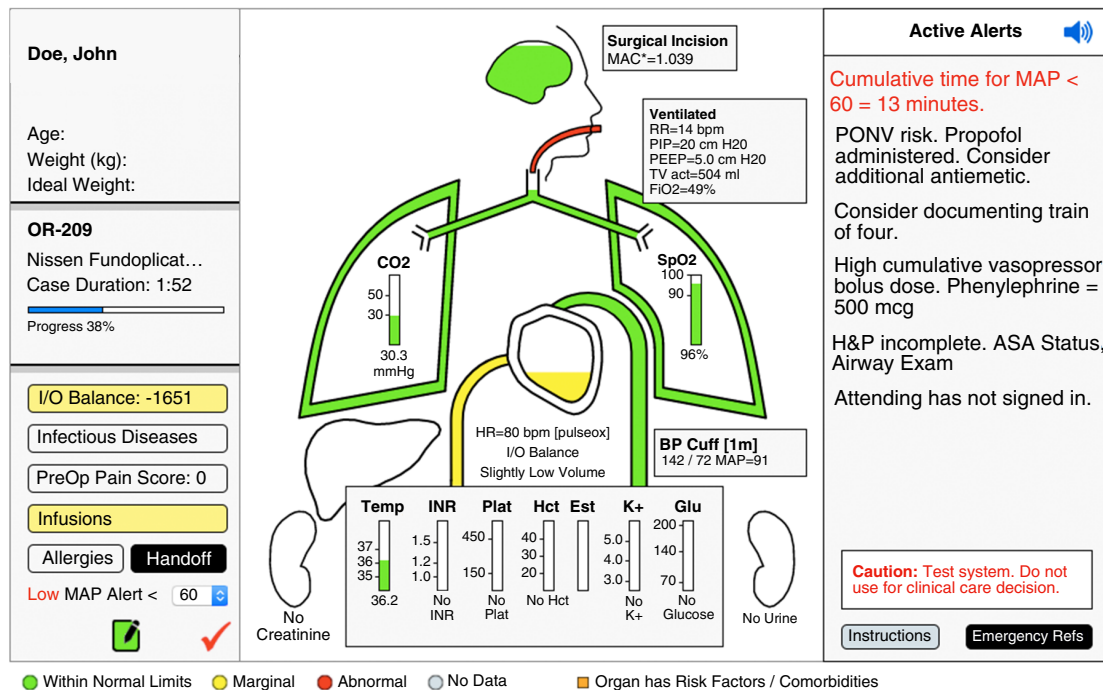 Doe, John
Age:
Weight (kg):
Ideal Weight:
OR-209
Nissen Fundoplicat…
Case Duration: 1:52
Progress 38%
I/O Balance: -1651
Infectious Diseases
PreOp Pain Score: 0
Infusions
Allergies
Handoff
Low MAP Alert <
60
Surgical Incision
MAC*=1.039
Ventilated
RR=14 bpm
PIP=20 cm H20
PEEP=5.0 cm H20
TV act=504 ml
FiO2=49%
CO2
50
30
30.3
mmHg
SpO2
100
90
96%
HR=80 bpm [pulseox]
I/O Balance
Slightly Low Volume
BP Cuff [1m]
142 / 72 MAP=91
Temp
37
36
35
36.2
INR
1.5
1.2
1.0
No
INR
Plat
450
150
No
Plat
Hct
40
30
20
No Hct
Est
K+
5.0
4.0
3.0
No
K+
Glu
200
140
70
No
Glucose
No
Creatinine
No Urine
Active Alerts
Cumulative time for MAP <
60 = 13 minutes.
PONV risk. Propofol
administered. Consider
additional antiemetic.
Consider documenting train
of four.
High cumulative vasopressor
bolus dose. Phenylephrine =
500 mcg
H&P incomplete. ASA Status,
Airway Exam
Attending has not signed in.
Caution: Test system. Do not
use for clinical care decision.
Instructions
Emergency Refs
Within Normal Limits
Marginal
Abnormal
No Data
Organ has Risk Factors / Comorbidities